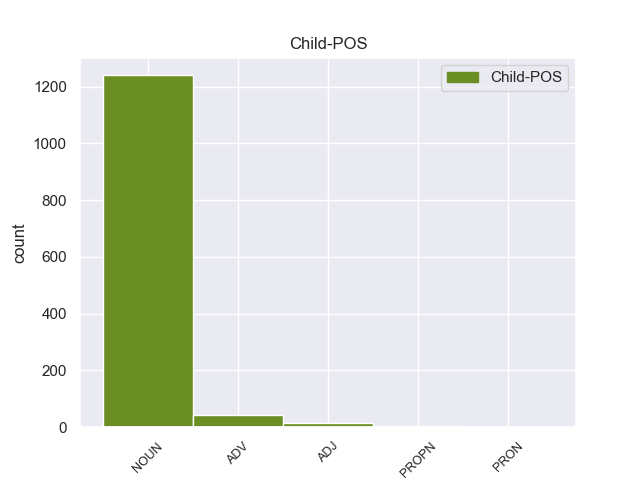 Child-POS
Child-POS
count
1200
1000
800
600
400
200
0
NOUN
ADV
ADJ
PROPN
PRON